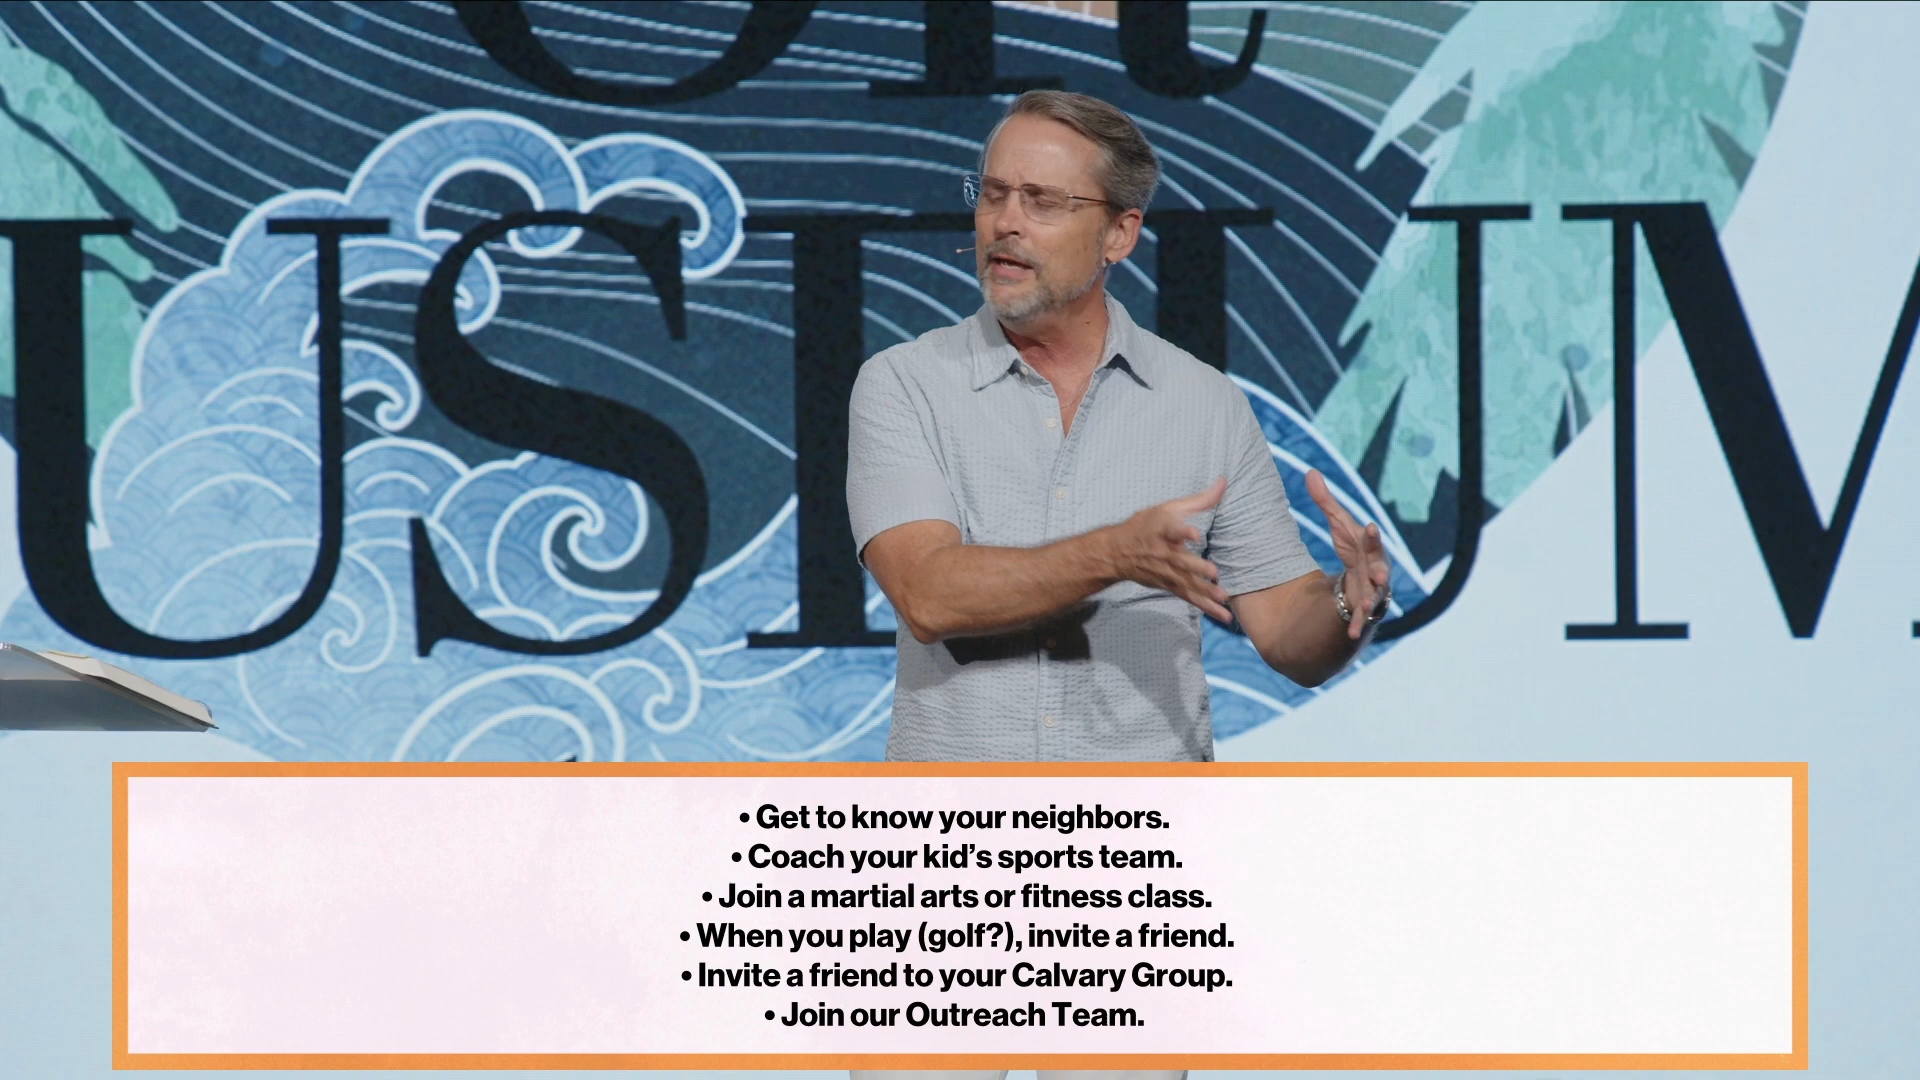 USEUM
• Get to know your neighbors.
• Coach your kid’s sports team.
• Join a martial arts or fitness class.
• When you play (golf?), invite a friend.
• Invite a friend to your Calvary Group.
• Join our Outreach Team.